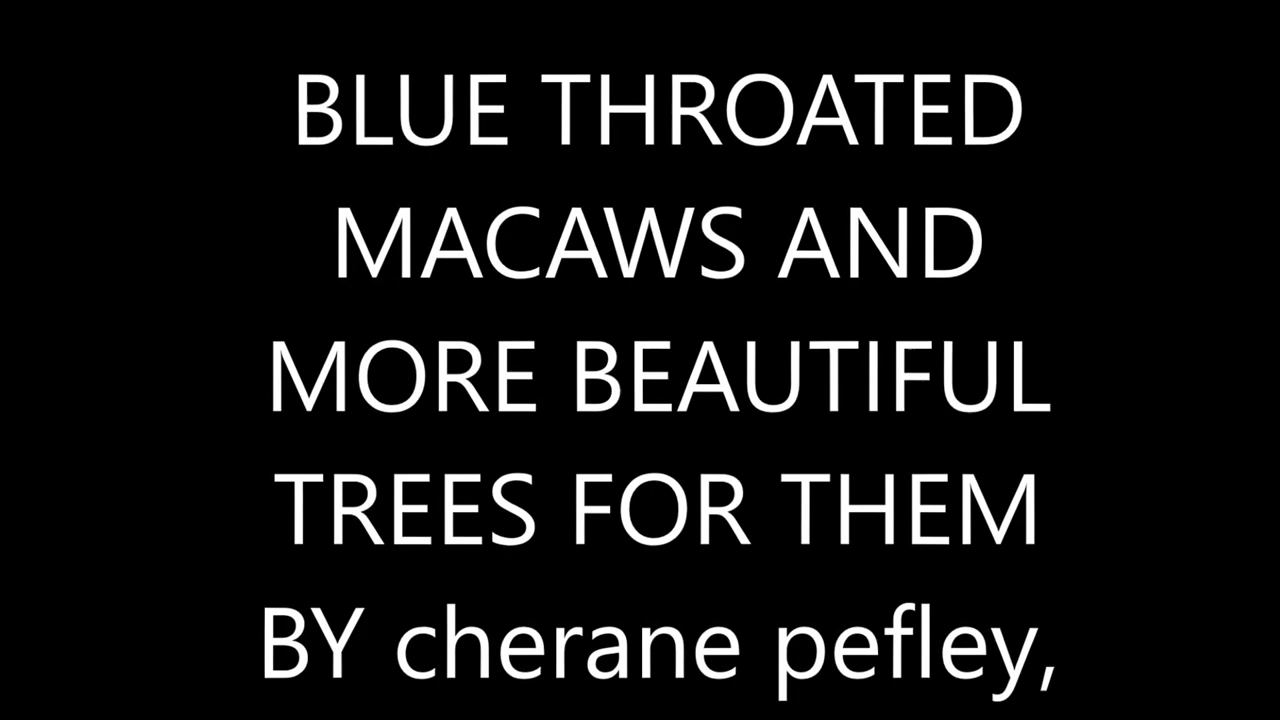 BLUE THROATED
MACAWS AND
MORE BEAUTIFUL
TREES FOR THEM
BY cherane pefley,